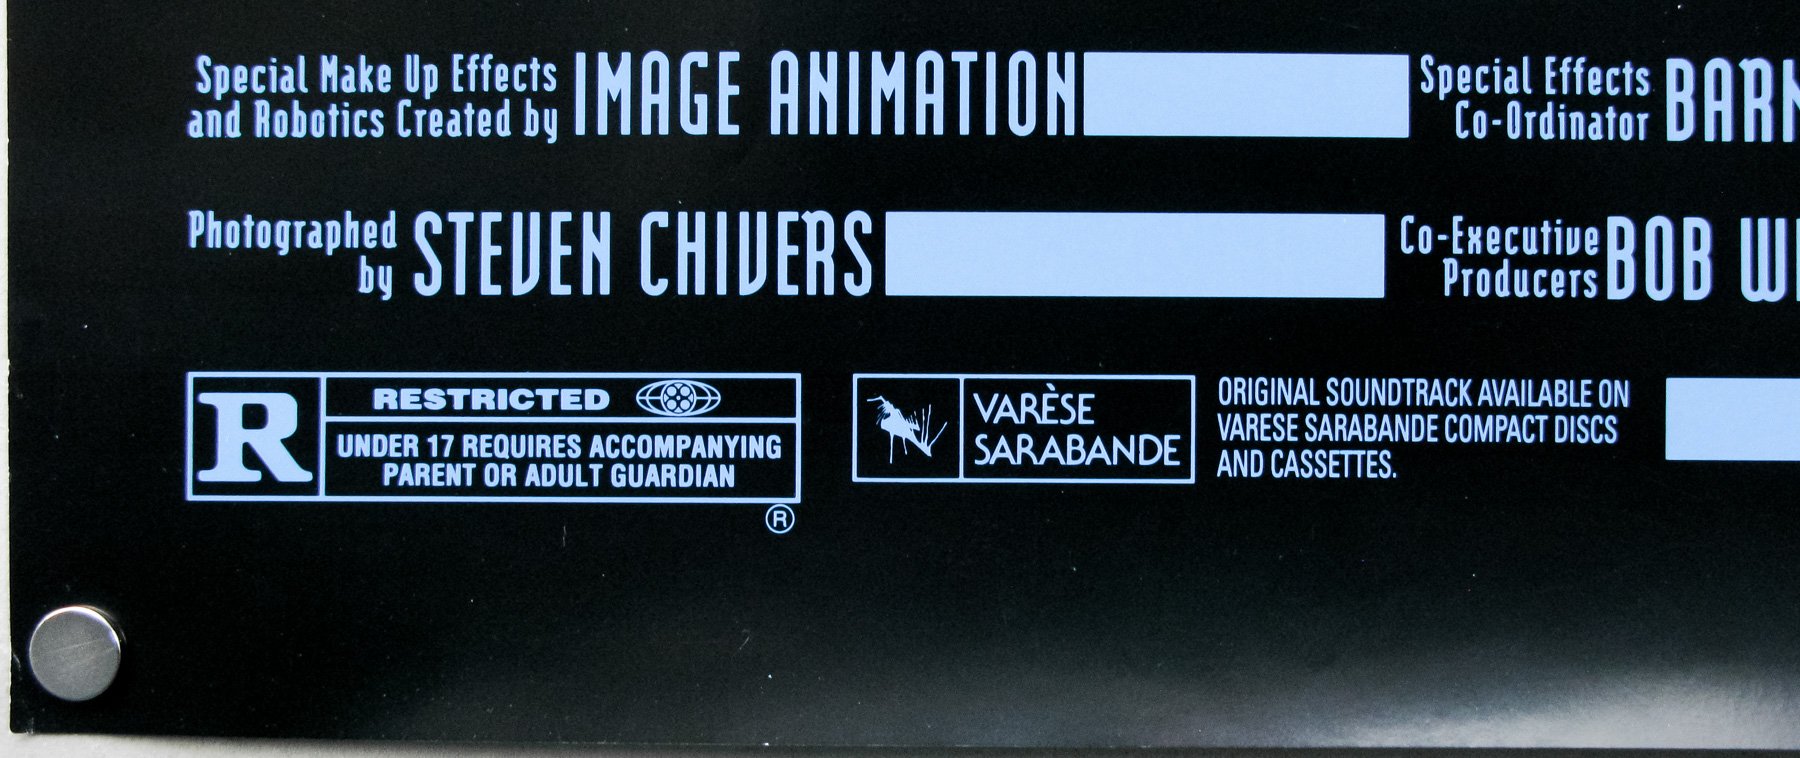 Special Make Up Effects
and Robotics Created by IMAGE ANIMATION
Special Effects
Co-Ordinator
Photographed
by STEVEN CHIVERS
Co-Executive
Producers BOB
R
RESTRICTED
UNDER 17 REQUIRES ACCOMPANYING
PARENT OR ADULT GUARDIAN
®
VARÈSE
SARABANDE
ORIGINAL SOUNDTRACK AVAILABLE ON
VARESE SARABANDE COMPACT DISCS
AND CASSETTES.